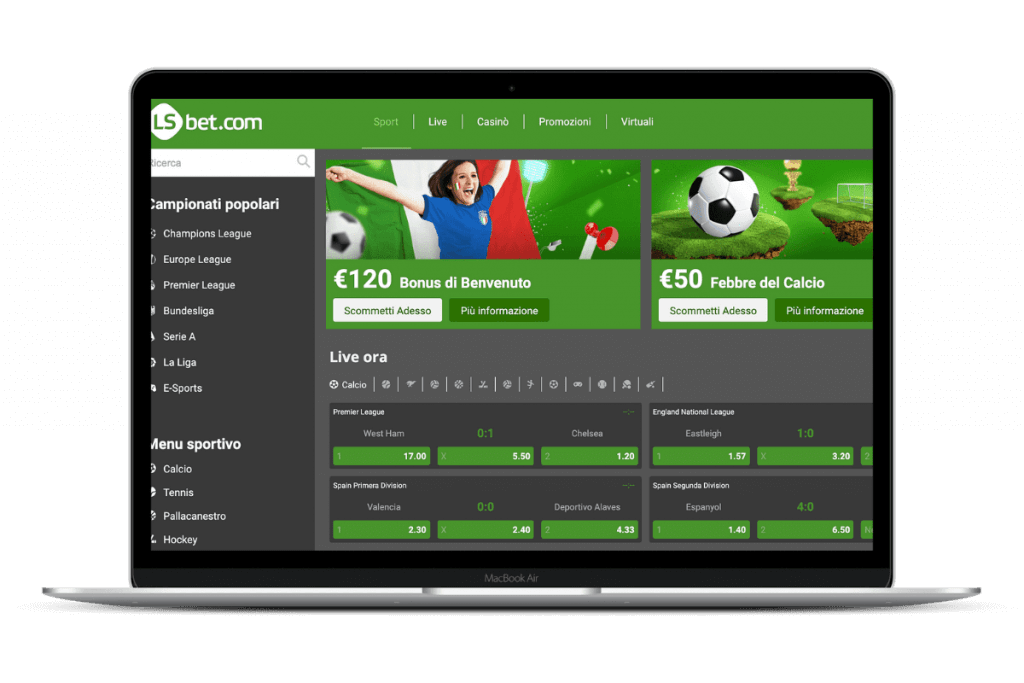 LS bet.com
Sport Live Casinò Promozioni Virtuali
Ricerca
Campionati popolari
Champions League
Europe League
Premier League
Bundesliga
Serie A
La Liga
E-Sports
Menu sportivo
Calcio
Tennis
Pallacanestro
Hockey
€120 Bonus di Benvenuto
Scommetti Adesso Più informazione
€50 Febbre del Calcio
Scommetti Adesso Più informazione
Live ora
Calcio
Premier League --:--
West Ham 0:1 Chelsea
1 17.00 X 5.50 2 1.20
England National League
Eastleigh 1:0
1 1.57 X 3.20 2
Spain Primera Division --:--
Valencia 0:0 Deportivo Alaves
1 2.30 X 2.40 2 4.33
Spain Segunda Division
Espanyol 4:0
1 1.40 2 6.50
MacBook Air